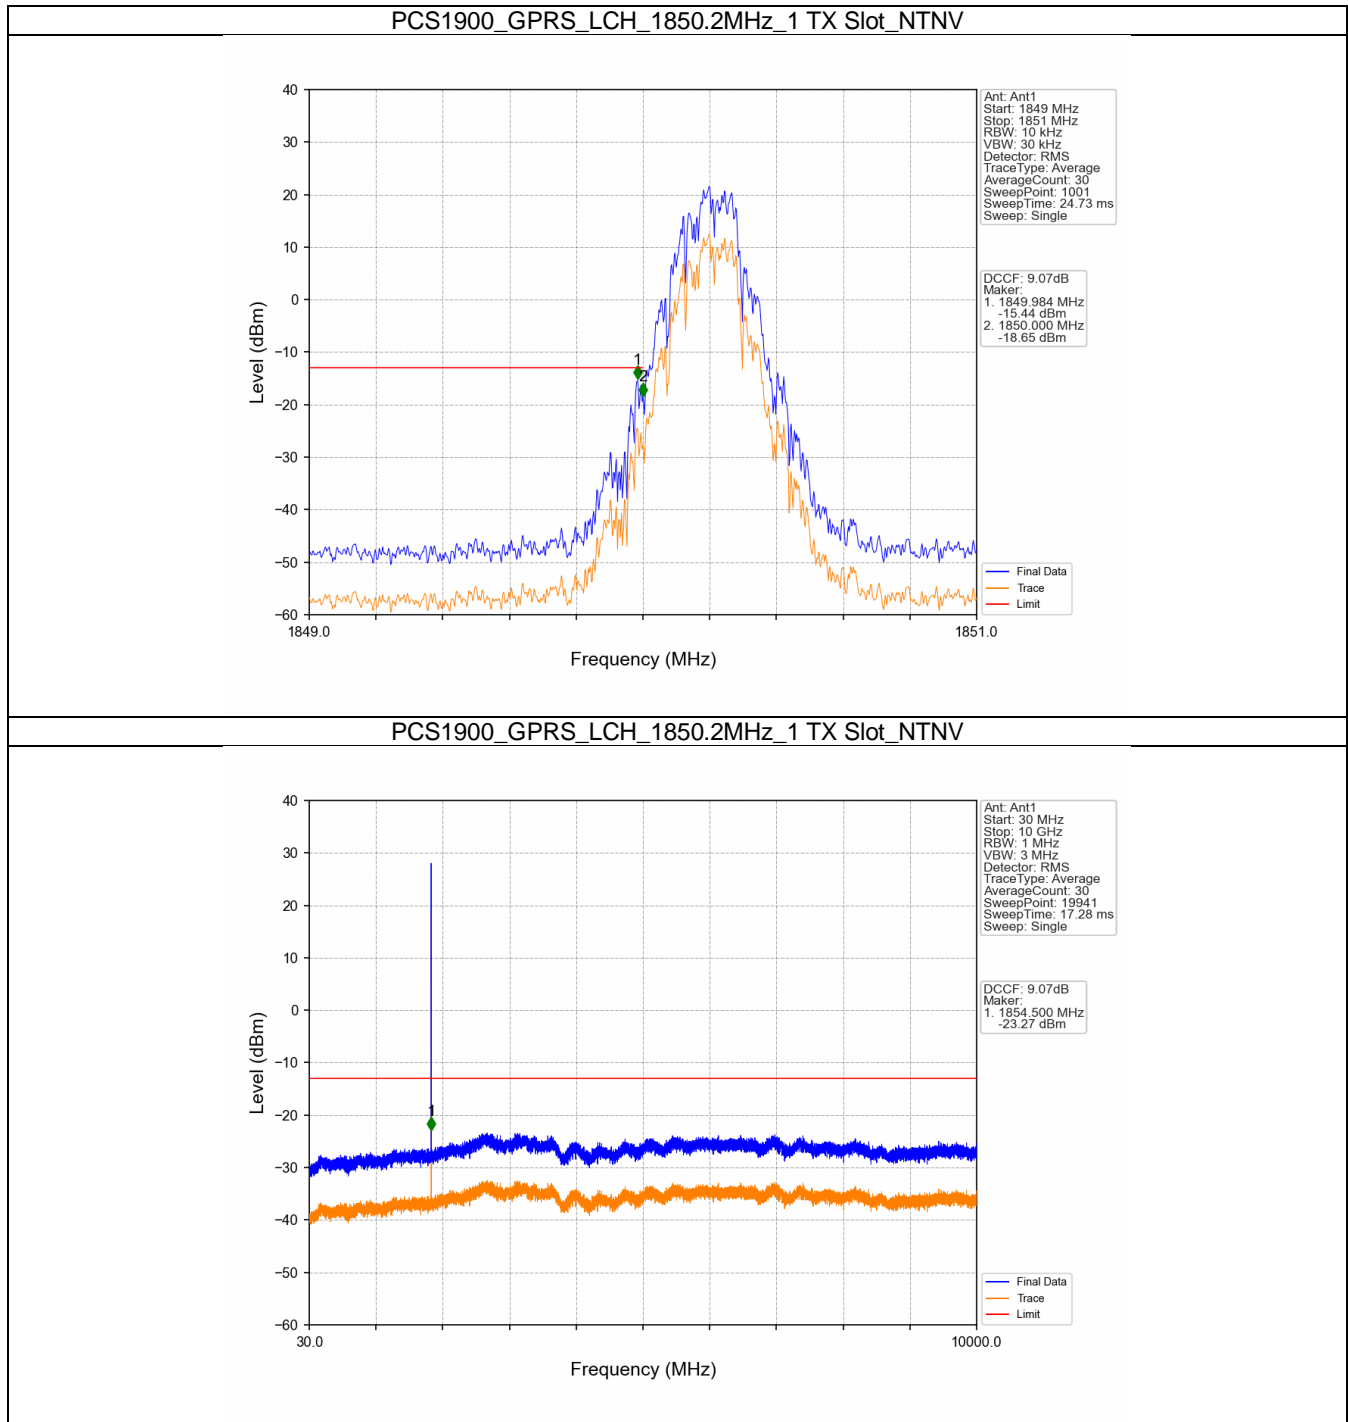 PCS1900_GPRS_LCH_1850.2MHz_1 TX Slot_NTNV
40
30
20
10
0
−10
−20
−30
−40
−50
−60
Level (dBm)
1849.0
1851.0
Frequency (MHz)
1
2
Ant: Ant1
Start: 1849 MHz
Stop: 1851 MHz
RBW: 10 kHz
VBW: 30 kHz
Detector: RMS
TraceType: Average
AverageCount: 30
SweepPoint: 1001
SweepTime: 24.73 ms
Sweep: Single
DCCF: 9.07dB
Maker:
1. 1849.984 MHz
-15.44 dBm
2. 1850.000 MHz
-18.65 dBm
Final Data
Trace
Limit
PCS1900_GPRS_LCH_1850.2MHz_1 TX Slot_NTNV
40
30
20
10
0
−10
−20
−30
−40
−50
−60
Level (dBm)
30.0
10000.0
Frequency (MHz)
1
Ant: Ant1
Start: 30 MHz
Stop: 10 GHz
RBW: 1 MHz
VBW: 3 MHz
Detector: RMS
TraceType: Average
AverageCount: 30
SweepPoint: 19941
SweepTime: 17.28 ms
Sweep: Single
DCCF: 9.07dB
Maker:
1. 1854.500 MHz
-23.27 dBm
Final Data
Trace
Limit